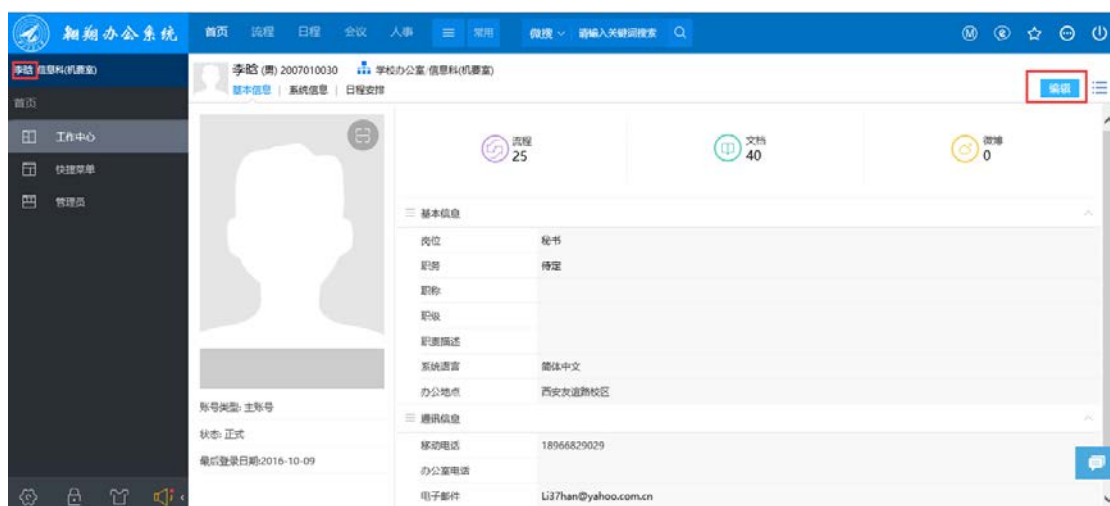 翱翔办公系统
首页 流程 日程 会议 人事 常用 微搜 请输入关键词搜索
李晗 信息科(机要室)
李晗 (男) 2007010030 学校办公室/信息科(机要室)
基本信息 | 系统信息 | 日程安排
编辑
首页
工作中心
快捷菜单
管理员
流程
25
文档
40
微博
0
基本信息
岗位 秘书
职务 待定
职称
职级
职责描述
系统语言 简体中文
办公地点 西安友谊路校区
账号类型: 主账号
状态: 正式
最后登录日期:2016-10-09
通讯信息
移动电话 18966829029
办公室电话
电子邮件 Li37han@yahoo.com.cn